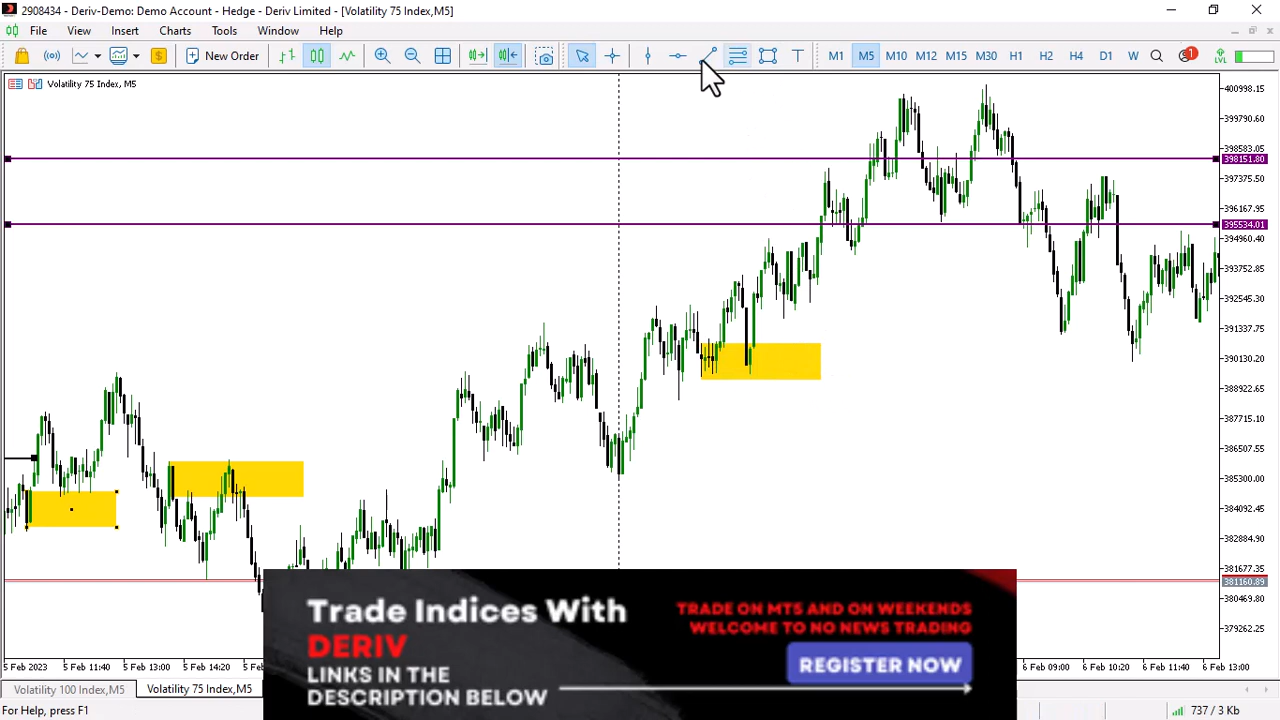 2908434 - Deriv-Demo: Demo Account - Hedge - Deriv Limited - [Volatility 75 Index,M5]
File View Insert Charts Tools Window Help
New Order M1 M5 M10 M12 M15 M30 H1 H2 H4 D1 W 1 LVL
Volatility 75 Index, M5
400998.15
399790.60
398583.05
398151.80
397375.50
396167.95
395534.01
394960.40
393752.85
392545.30
391337.75
390130.20
388922.65
387715.10
386507.55
385300.00
384092.45
382884.90
381677.35
381160.89
380469.80
379262.25
Trade Indices With
DERIV
LINKS IN THE
DESCRIPTION BELOW
TRADE ON MT5 AND ON WEEKENDS
WELCOME TO NO NEWS TRADING
REGISTER NOW
5 Feb 2023 5 Feb 11:40 5 Feb 13:00 5 Feb 14:20 5 Feb 6 Feb 09:00 6 Feb 10:20 6 Feb 11:40 6 Feb 13:00
Volatility 100 Index,M5 Volatility 75 Index,M5
For Help, press F1 737 / 3 Kb